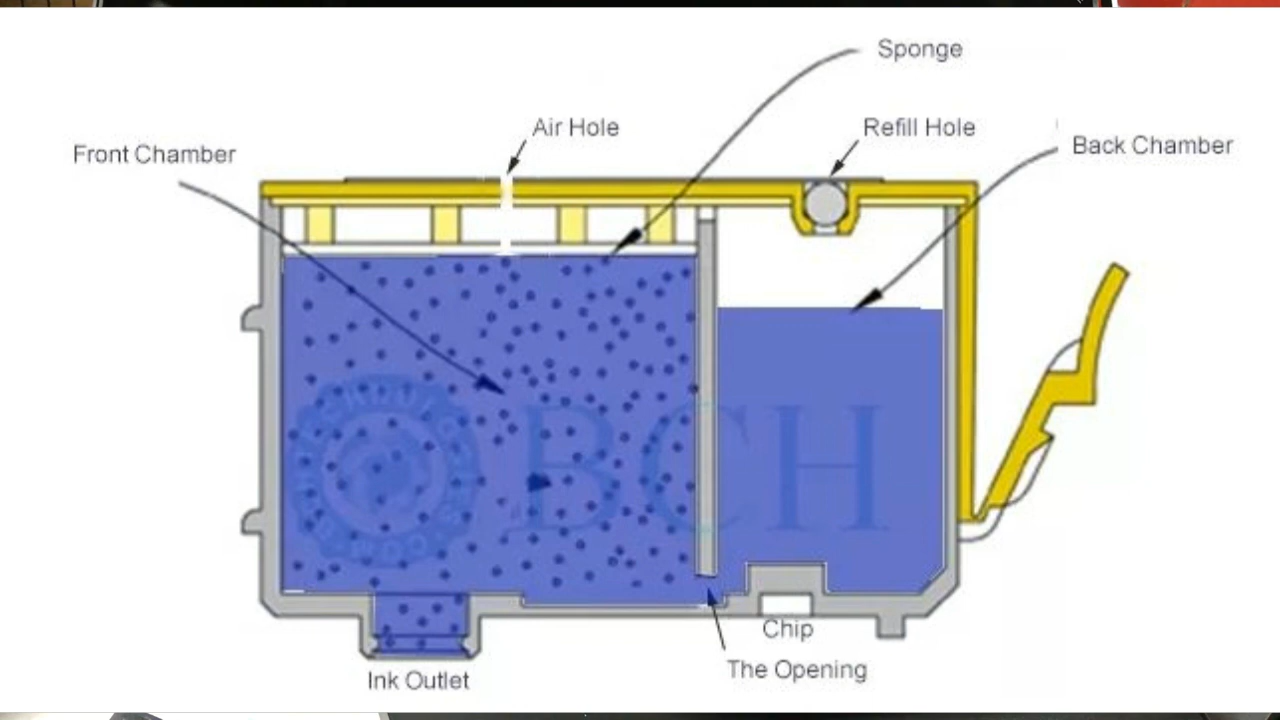 Sponge
Air Hole
Refill Hole
Front Chamber
Back Chamber
BCH
Chip
The Opening
Ink Outlet